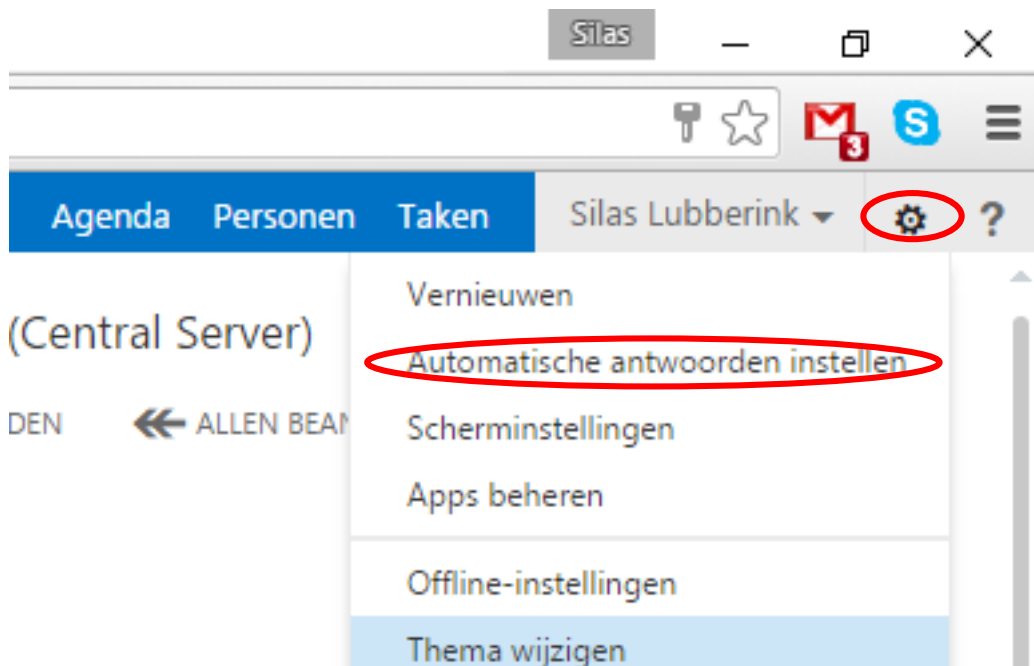 Silas
3
S
Agenda Personen Taken Silas Lubberink ?
Vernieuwen
(Central Server)
Automatische antwoorden instellen
DEN ALLEN BEAN
Scherminstellingen
Apps beheren
Offline-instellingen
Thema wijzigen